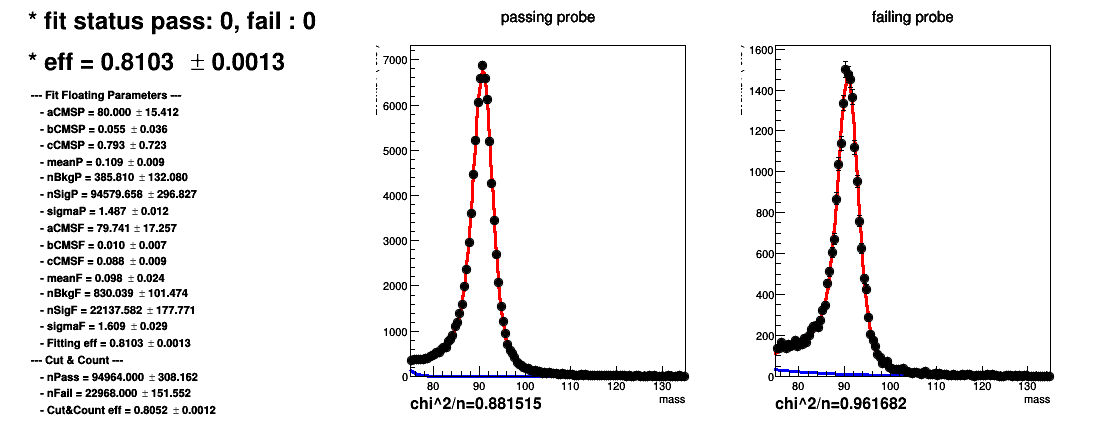 * fit status pass: 0, fail : 0
* eff = 0.8103 ± 0.0013
--- Fit Floating Parameters ---
- aCMSP = 80.000 ± 15.412
- bCMSP = 0.055 ± 0.036
- cCMSP = 0.793 ± 0.723
- meanP = 0.109 ± 0.009
- nBkgP = 385.810 ± 132.080
- nSigP = 94579.658 ± 296.827
- sigmaP = 1.487 ± 0.012
- aCMSF = 79.741 ± 17.257
- bCMSF = 0.010 ± 0.007
- cCMSF = 0.088 ± 0.009
- meanF = 0.098 ± 0.024
- nBkgF = 830.039 ± 101.474
- nSigF = 22137.582 ± 177.771
- sigmaF = 1.609 ± 0.029
- Fitting eff = 0.8103 ± 0.0013
--- Cut & Count ---
- nPass = 94964.000 ± 308.162
- nFail = 22968.000 ± 151.552
- Cut&Count eff = 0.8052 ± 0.0012
passing probe
7000
6000
5000
4000
3000
2000
1000
0
80 90 100 110 120 130
mass
chi^2/n=0.881515
failing probe
1600
1400
1200
1000
800
600
400
200
0
80 90 100 110 120 130
mass
chi^2/n=0.961682